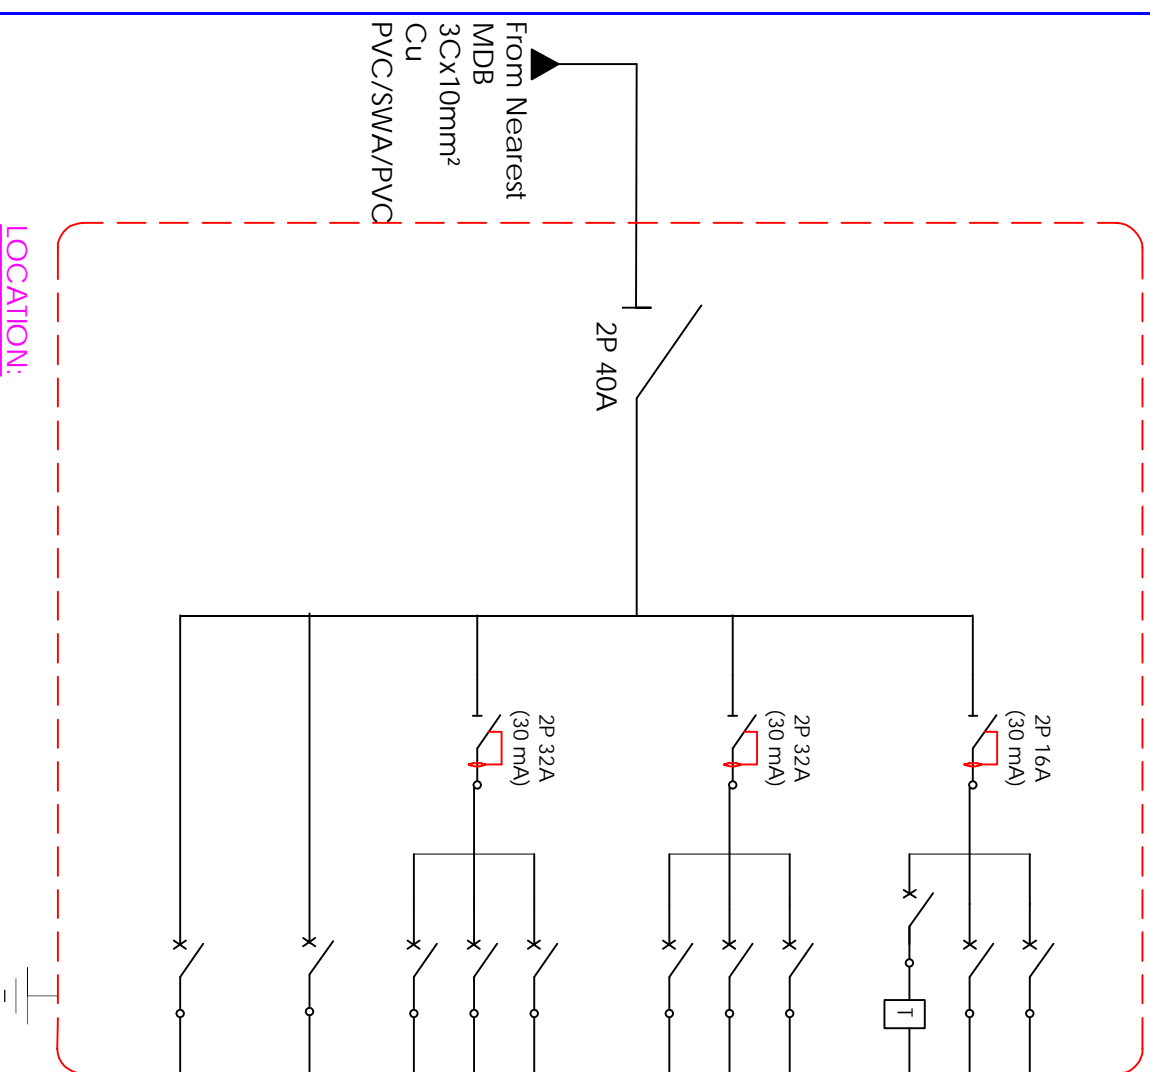 From Nearest
MDB
3Cx10mm²
Cu
PVC/SWA/PVC
2P 40A
2P 16A
(30 mA)
2P 32A
(30 mA)
2P 32A
(30 mA)
T
LOCATION: